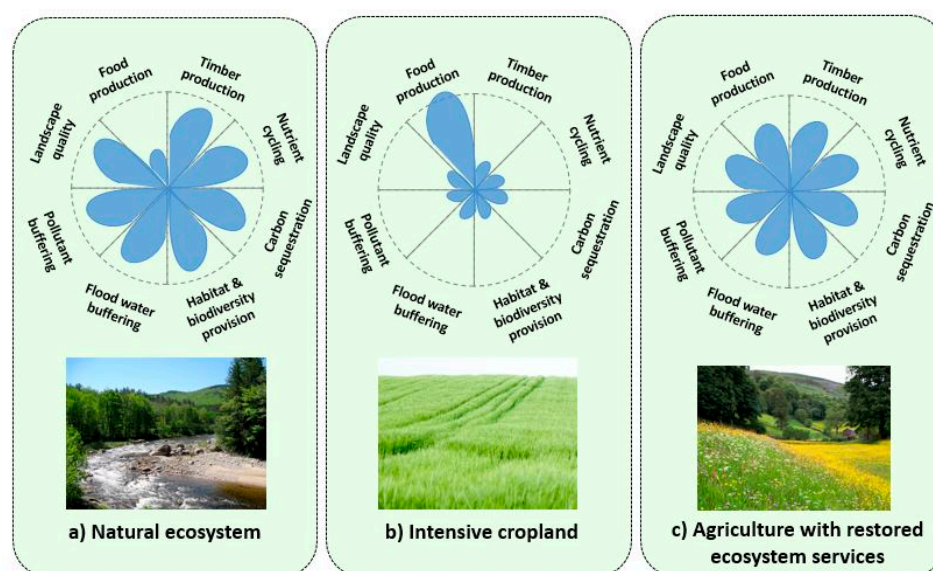 Food
production
Timber
production
Nutrient
cycling
Carbon
sequestration
Habitat &
biodiversity
provision
Flood water
buffering
Pollutant
buffering
Landscape
quality
a) Natural ecosystem
Food
production
Timber
production
Nutrient
cycling
Carbon
sequestration
Habitat &
biodiversity
provision
Flood water
buffering
Pollutant
buffering
Landscape
quality
b) Intensive cropland
Food
production
Timber
production
Nutrient
cycling
Carbon
sequestration
Habitat &
biodiversity
provision
Flood water
buffering
Pollutant
buffering
Landscape
quality
c) Agriculture with restored
ecosystem services